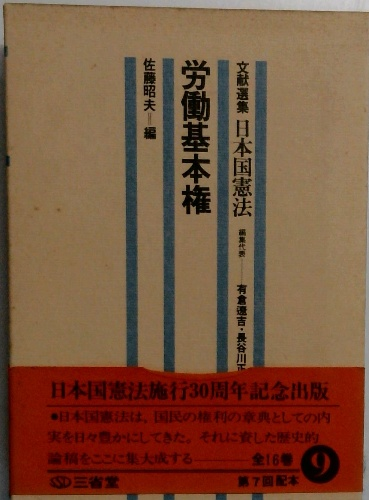 文献選集 日本国憲法
編集代表――有倉遼吉・長谷川正
労働基本権
佐藤昭夫＝編
日本国憲法施行30周年記念出版
●日本国憲法は，国民の権利の章典としての内
実を日々豊かにしてきた。それに資した歴史的
論稿をここに集大成する――全16巻
9
三省堂
第7回配本